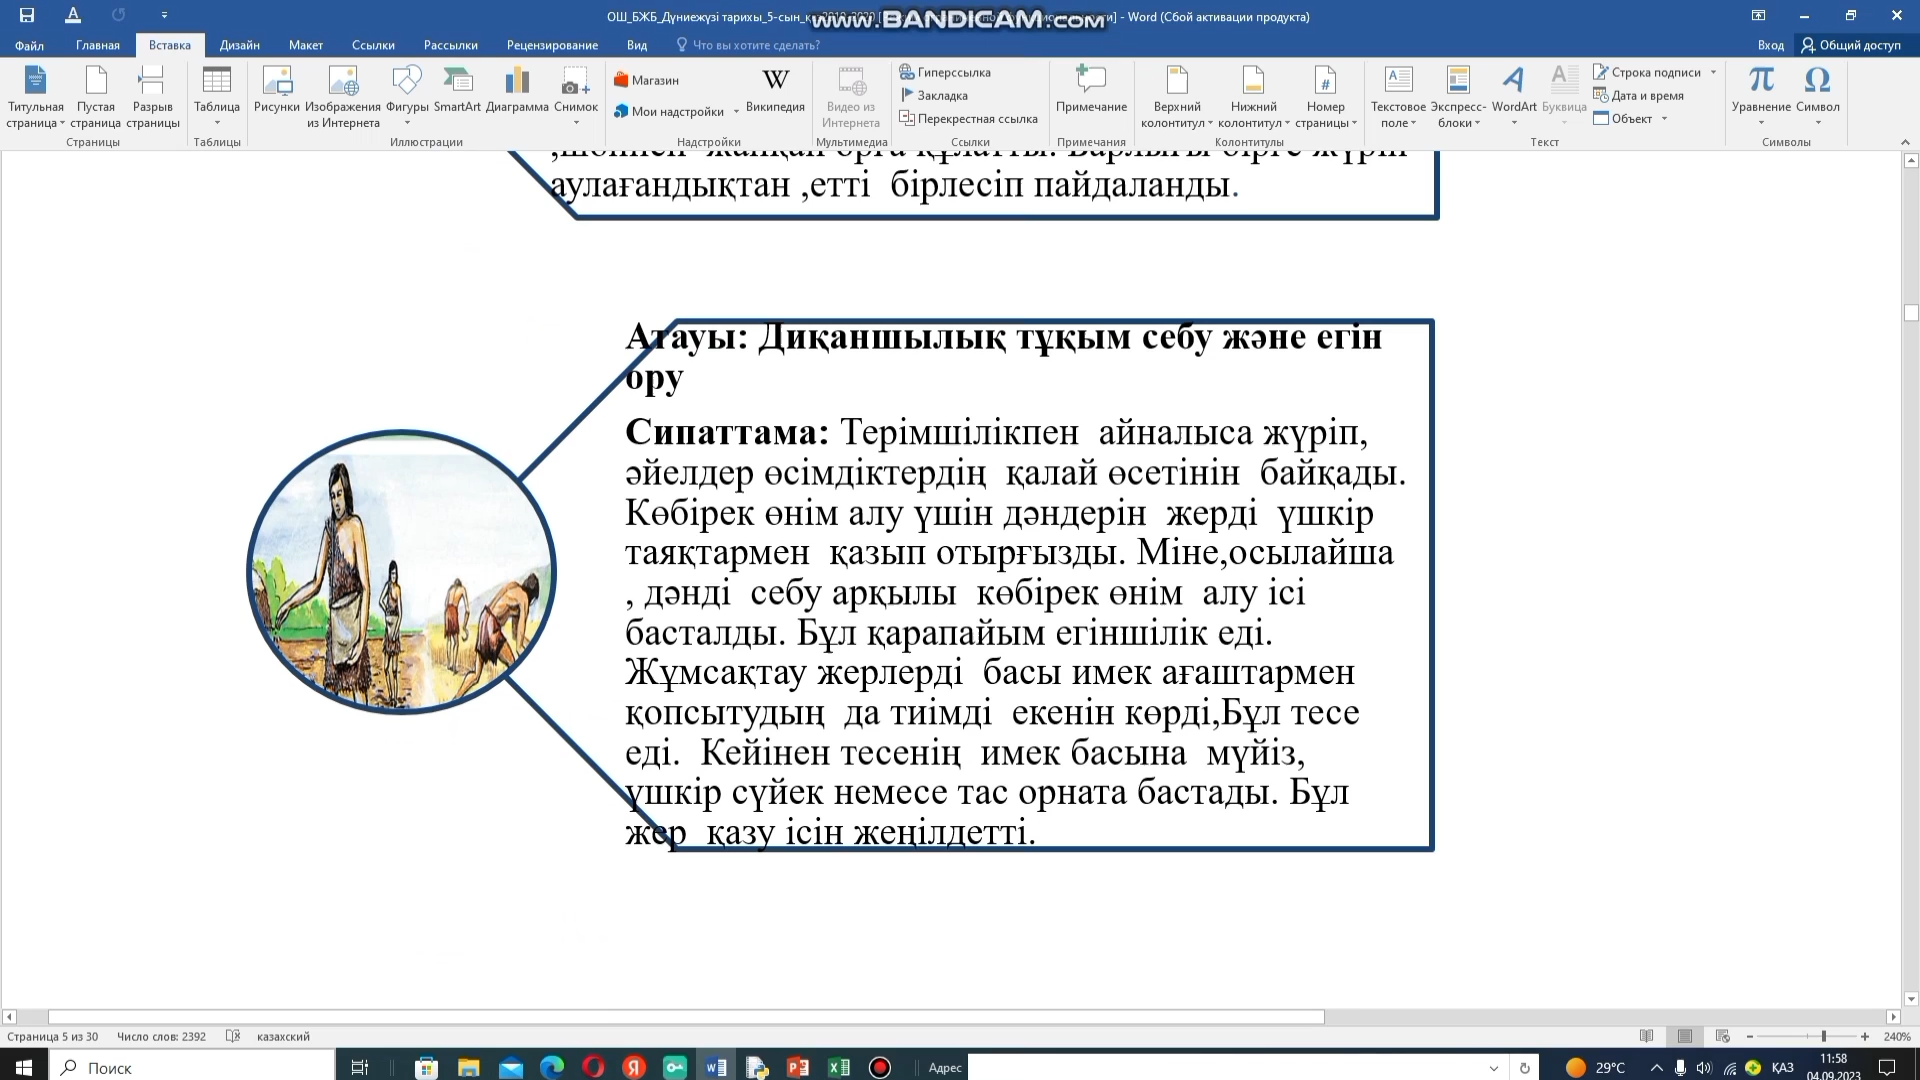 ОШ_БЖБ_Дүниежүзі тарихы_5-сын_қаз - Word (Сбой активации продукта)
www.BANDICAM.com
Файл Главная Вставка Дизайн Макет Ссылки Рассылки Рецензирование Вид Что вы хотите сделать? Вход Общий доступ
Титульная страница Пустая страница Разрыв страницы
Страницы
Таблица
Таблицы
Рисунки Изображения из Интернета Фигуры SmartArt Диаграмма Снимок
Иллюстрации
Магазин
Мои надстройки
Википедия
Надстройки
Видео из Интернета
Мультимедиа
Гиперссылка
Закладка
Перекрестная ссылка
Ссылки
Примечание
Примечания
Верхний колонтитул Нижний колонтитул Номер страницы
Колонтитулы
Текстовое поле Экспресс-блоки WordArt Буквица
Строка подписи
Дата и время
Объект
Текст
Уравнение Символ
Символы
аулағандықтан ,етті бірлесіп пайдаланды.
Атауы: Диқаншылық тұқым себу және егін
ору
Сипаттама: Терімшілікпен айналыса жүріп,
әйелдер өсімдіктердің қалай өсетінін байқады.
Көбірек өнім алу үшін дәндерін жерді үшкір
таяқтармен қазып отырғызды. Міне,осылайша
, дәнді себу арқылы көбірек өнім алу ісі
басталды. Бұл қарапайым егіншілік еді.
Жұмсақтау жерлерді басы имек ағаштармен
қопсытудың да тиімді екенін көрді,Бұл тесе
еді. Кейінен тесенің имек басына мүйіз,
үшкір сүйек немесе тас орната бастады. Бұл
жер қазу ісін жеңілдетті.
Страница 5 из 30 Число слов: 2392 казахский 240%
Поиск Адрес 29°C ҚАЗ 11:58
04.09.2023